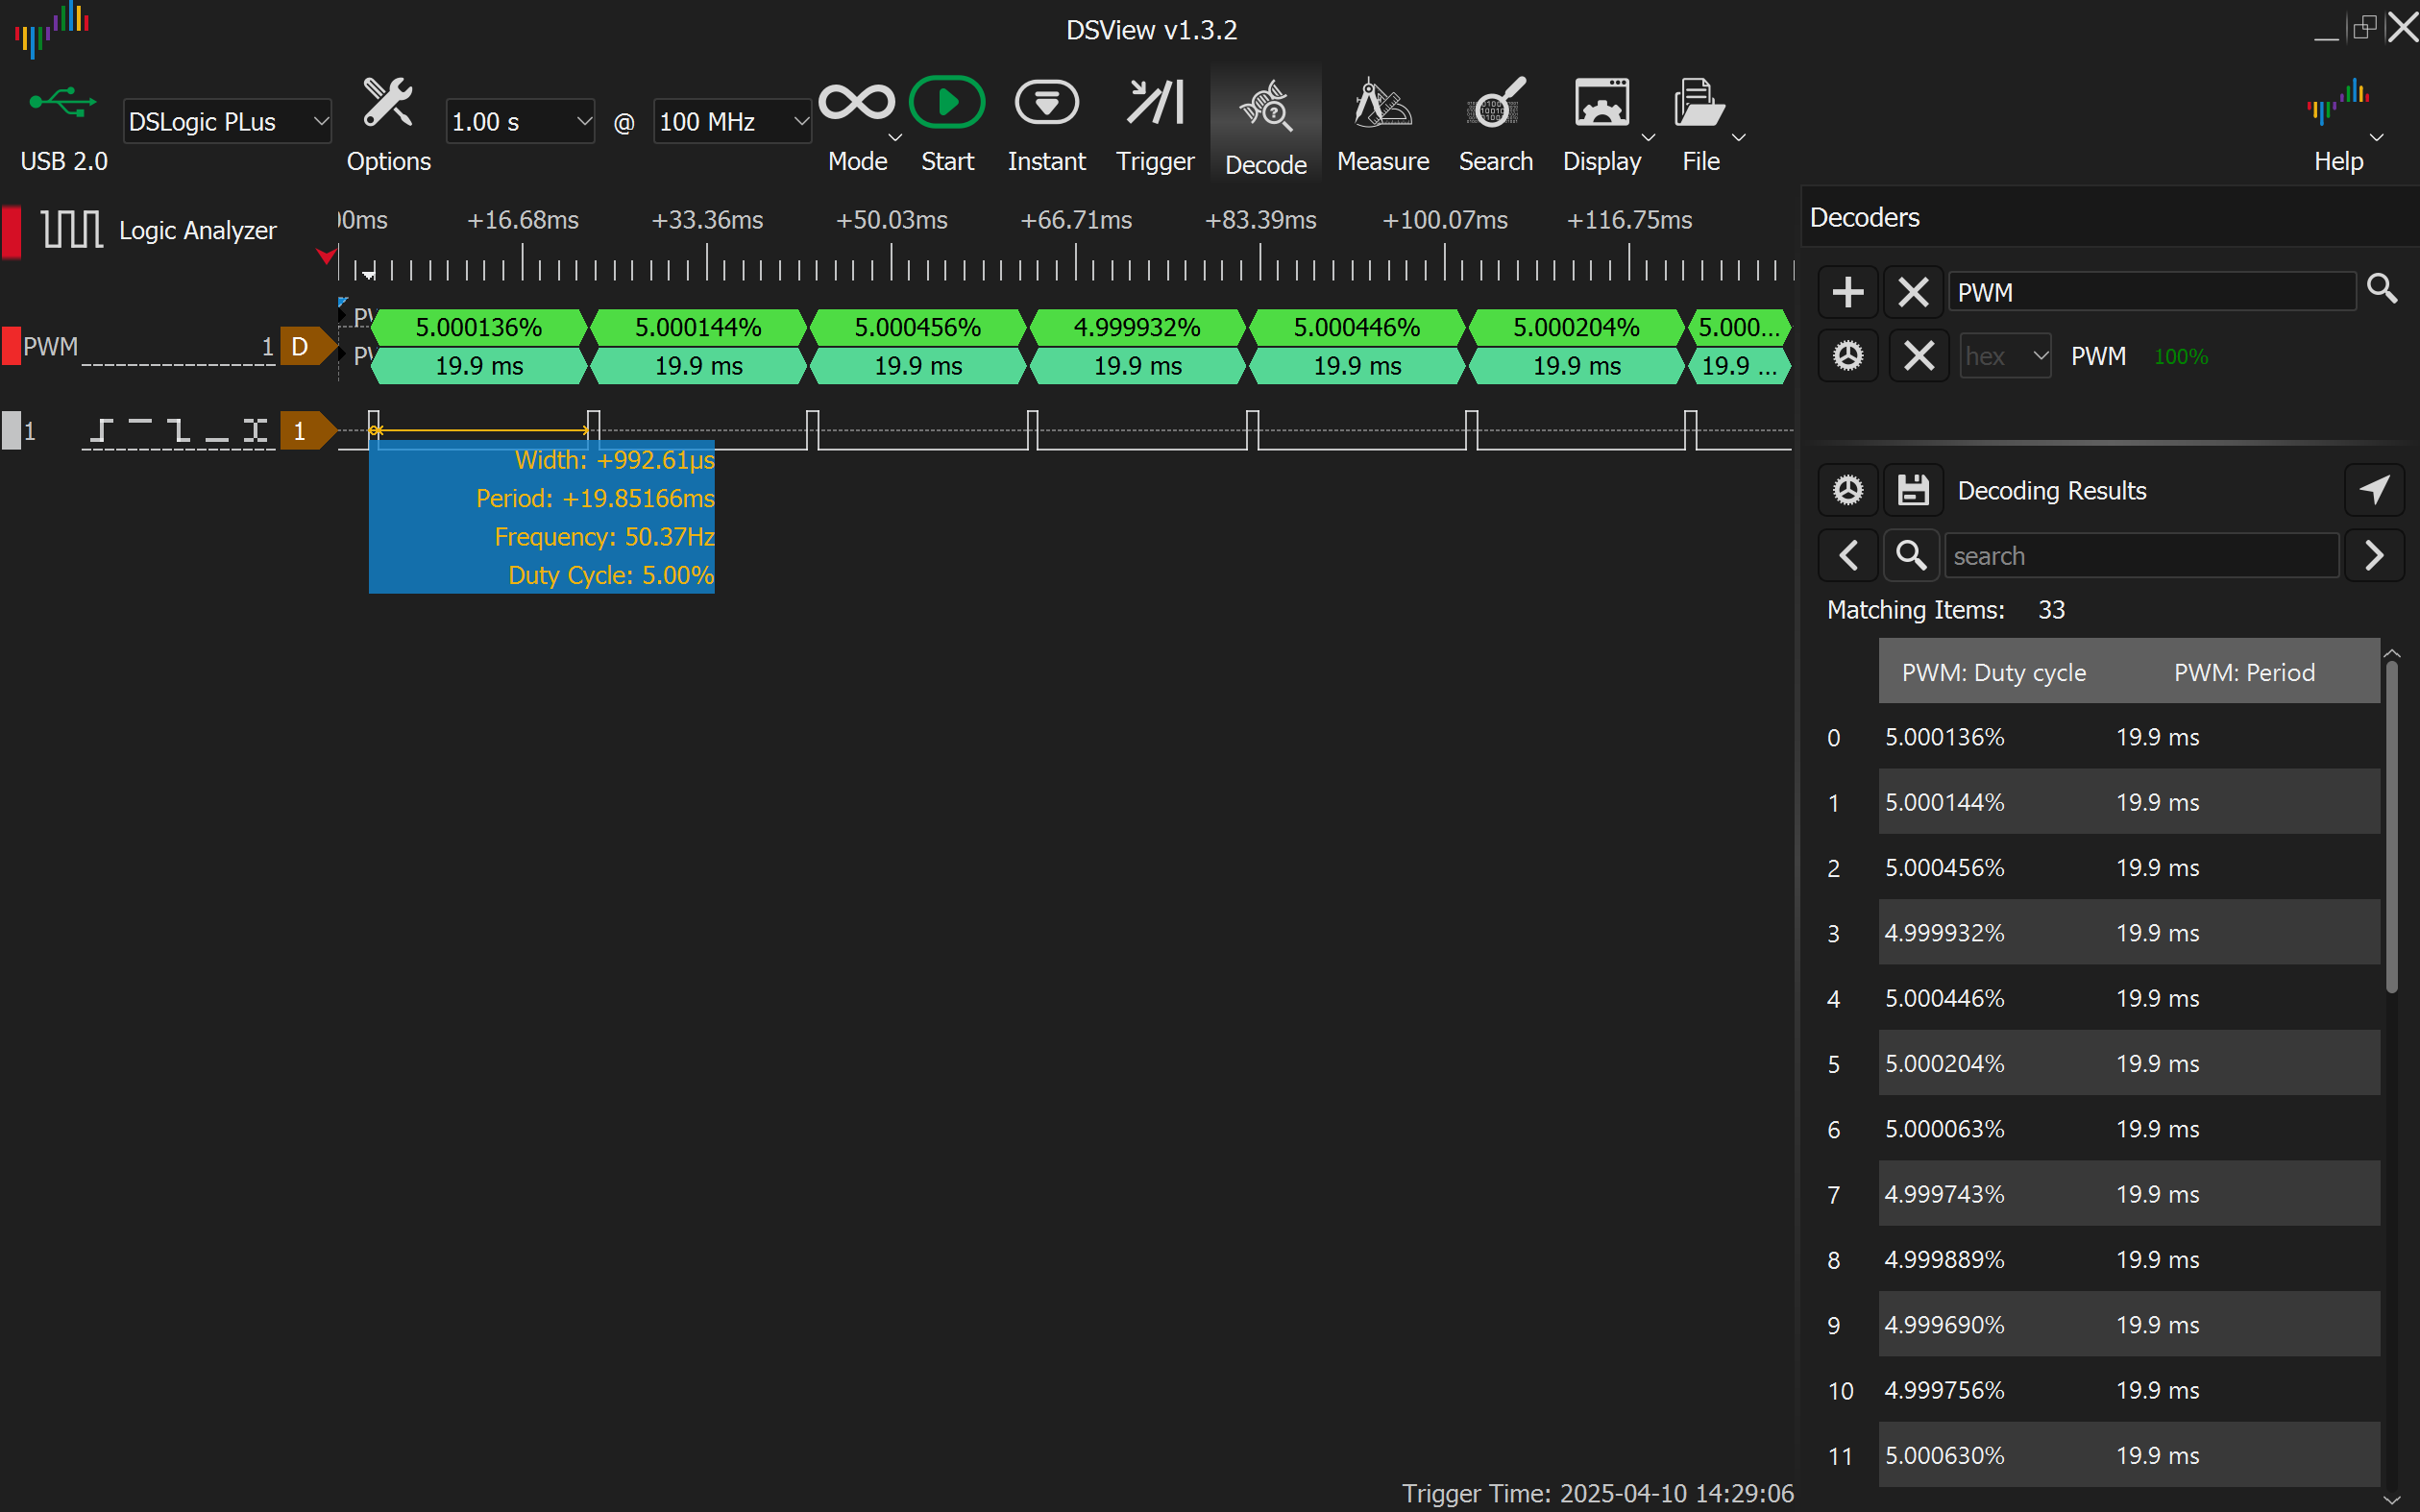 DSView v1.3.2
USB 2.0
DSLogic PLus
Options
1.00 s
@
100 MHz
Mode
Start
Instant
Trigger
Decode
Measure
Search
Display
File
Help
Logic Analyzer
00ms +16.68ms +33.36ms +50.03ms +66.71ms +83.39ms +100.07ms +116.75ms
PWM 1 D
5.000136% 5.000144% 5.000456% 4.999932% 5.000446% 5.000204% 5.000...
19.9 ms 19.9 ms 19.9 ms 19.9 ms 19.9 ms 19.9 ms 19.9 ...
1 1
Width: +992.61µs
Period: +19.85166ms
Frequency: 50.37Hz
Duty Cycle: 5.00%
Trigger Time: 2025-04-10 14:29:06
Decoders
PWM
hex PWM 100%
Decoding Results
search
Matching Items: 33
PWM: Duty cycle PWM: Period
0 5.000136% 19.9 ms
1 5.000144% 19.9 ms
2 5.000456% 19.9 ms
3 4.999932% 19.9 ms
4 5.000446% 19.9 ms
5 5.000204% 19.9 ms
6 5.000063% 19.9 ms
7 4.999743% 19.9 ms
8 4.999889% 19.9 ms
9 4.999690% 19.9 ms
10 4.999756% 19.9 ms
11 5.000630% 19.9 ms